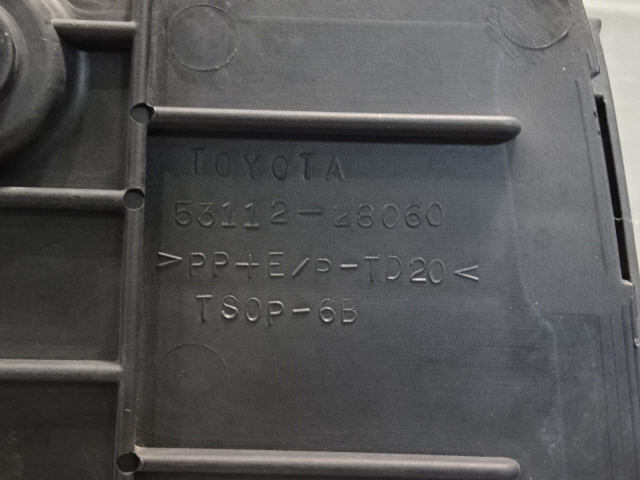 TOYOTA
53112-28060
>PP+E/P-TD20<
TSOP-6B